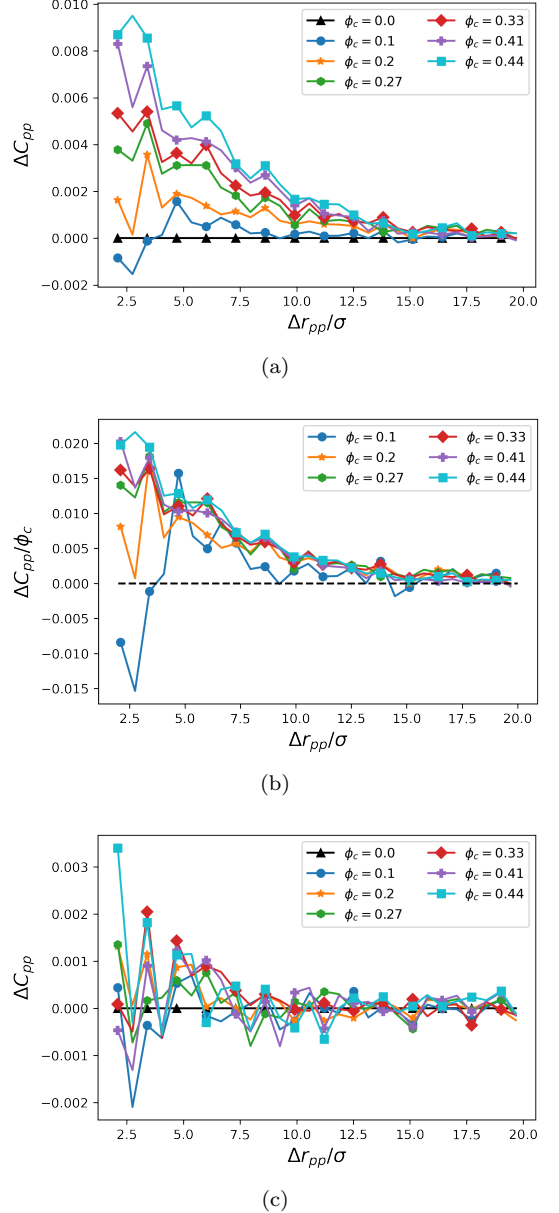 0.010
0.008
0.006
0.004
0.002
0.000
−0.002
ΔC_pp
ϕ_c = 0.0
ϕ_c = 0.1
ϕ_c = 0.2
ϕ_c = 0.27
ϕ_c = 0.33
ϕ_c = 0.41
ϕ_c = 0.44
2.5 5.0 7.5 10.0 12.5 15.0 17.5 20.0
Δr_pp/σ
(a)
0.020
0.015
0.010
0.005
0.000
−0.005
−0.010
−0.015
ΔC_pp/ϕ_c
ϕ_c = 0.1
ϕ_c = 0.2
ϕ_c = 0.27
ϕ_c = 0.33
ϕ_c = 0.41
ϕ_c = 0.44
2.5 5.0 7.5 10.0 12.5 15.0 17.5 20.0
Δr_pp/σ
(b)
0.003
0.002
0.001
0.000
−0.001
−0.002
ΔC_pp
ϕ_c = 0.0
ϕ_c = 0.1
ϕ_c = 0.2
ϕ_c = 0.27
ϕ_c = 0.33
ϕ_c = 0.41
ϕ_c = 0.44
2.5 5.0 7.5 10.0 12.5 15.0 17.5 20.0
Δr_pp/σ
(c)